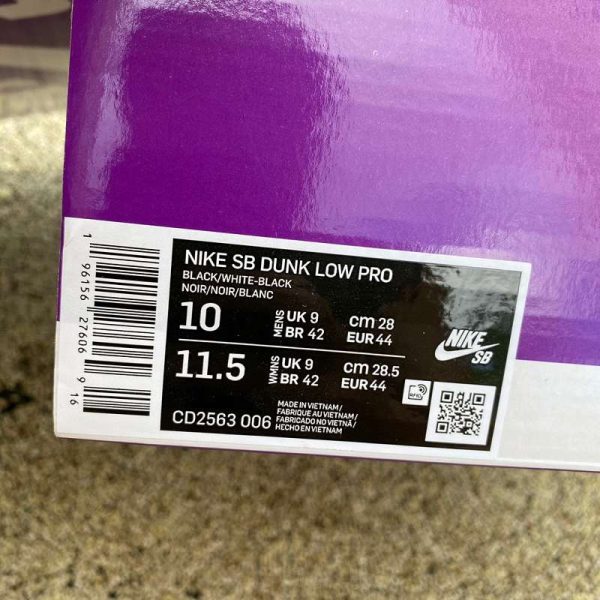 NIKE SB DUNK LOW PRO
BLACK/WHITE-BLACK
NOIR/NOIR/BLANC
10
MENS
UK 9
BR 42
cm 28
EUR 44
11.5
WMNS
UK 9
BR 42
cm 28.5
EUR 44
NIKE
SB
RFID
CD2563 006
MADE IN VIETNAM/
FABRIQUE AU VIETNAM/
FABRICADO NO VIETNÃ/
HECHO EN VIETNAM
1 96156 27606 9
16